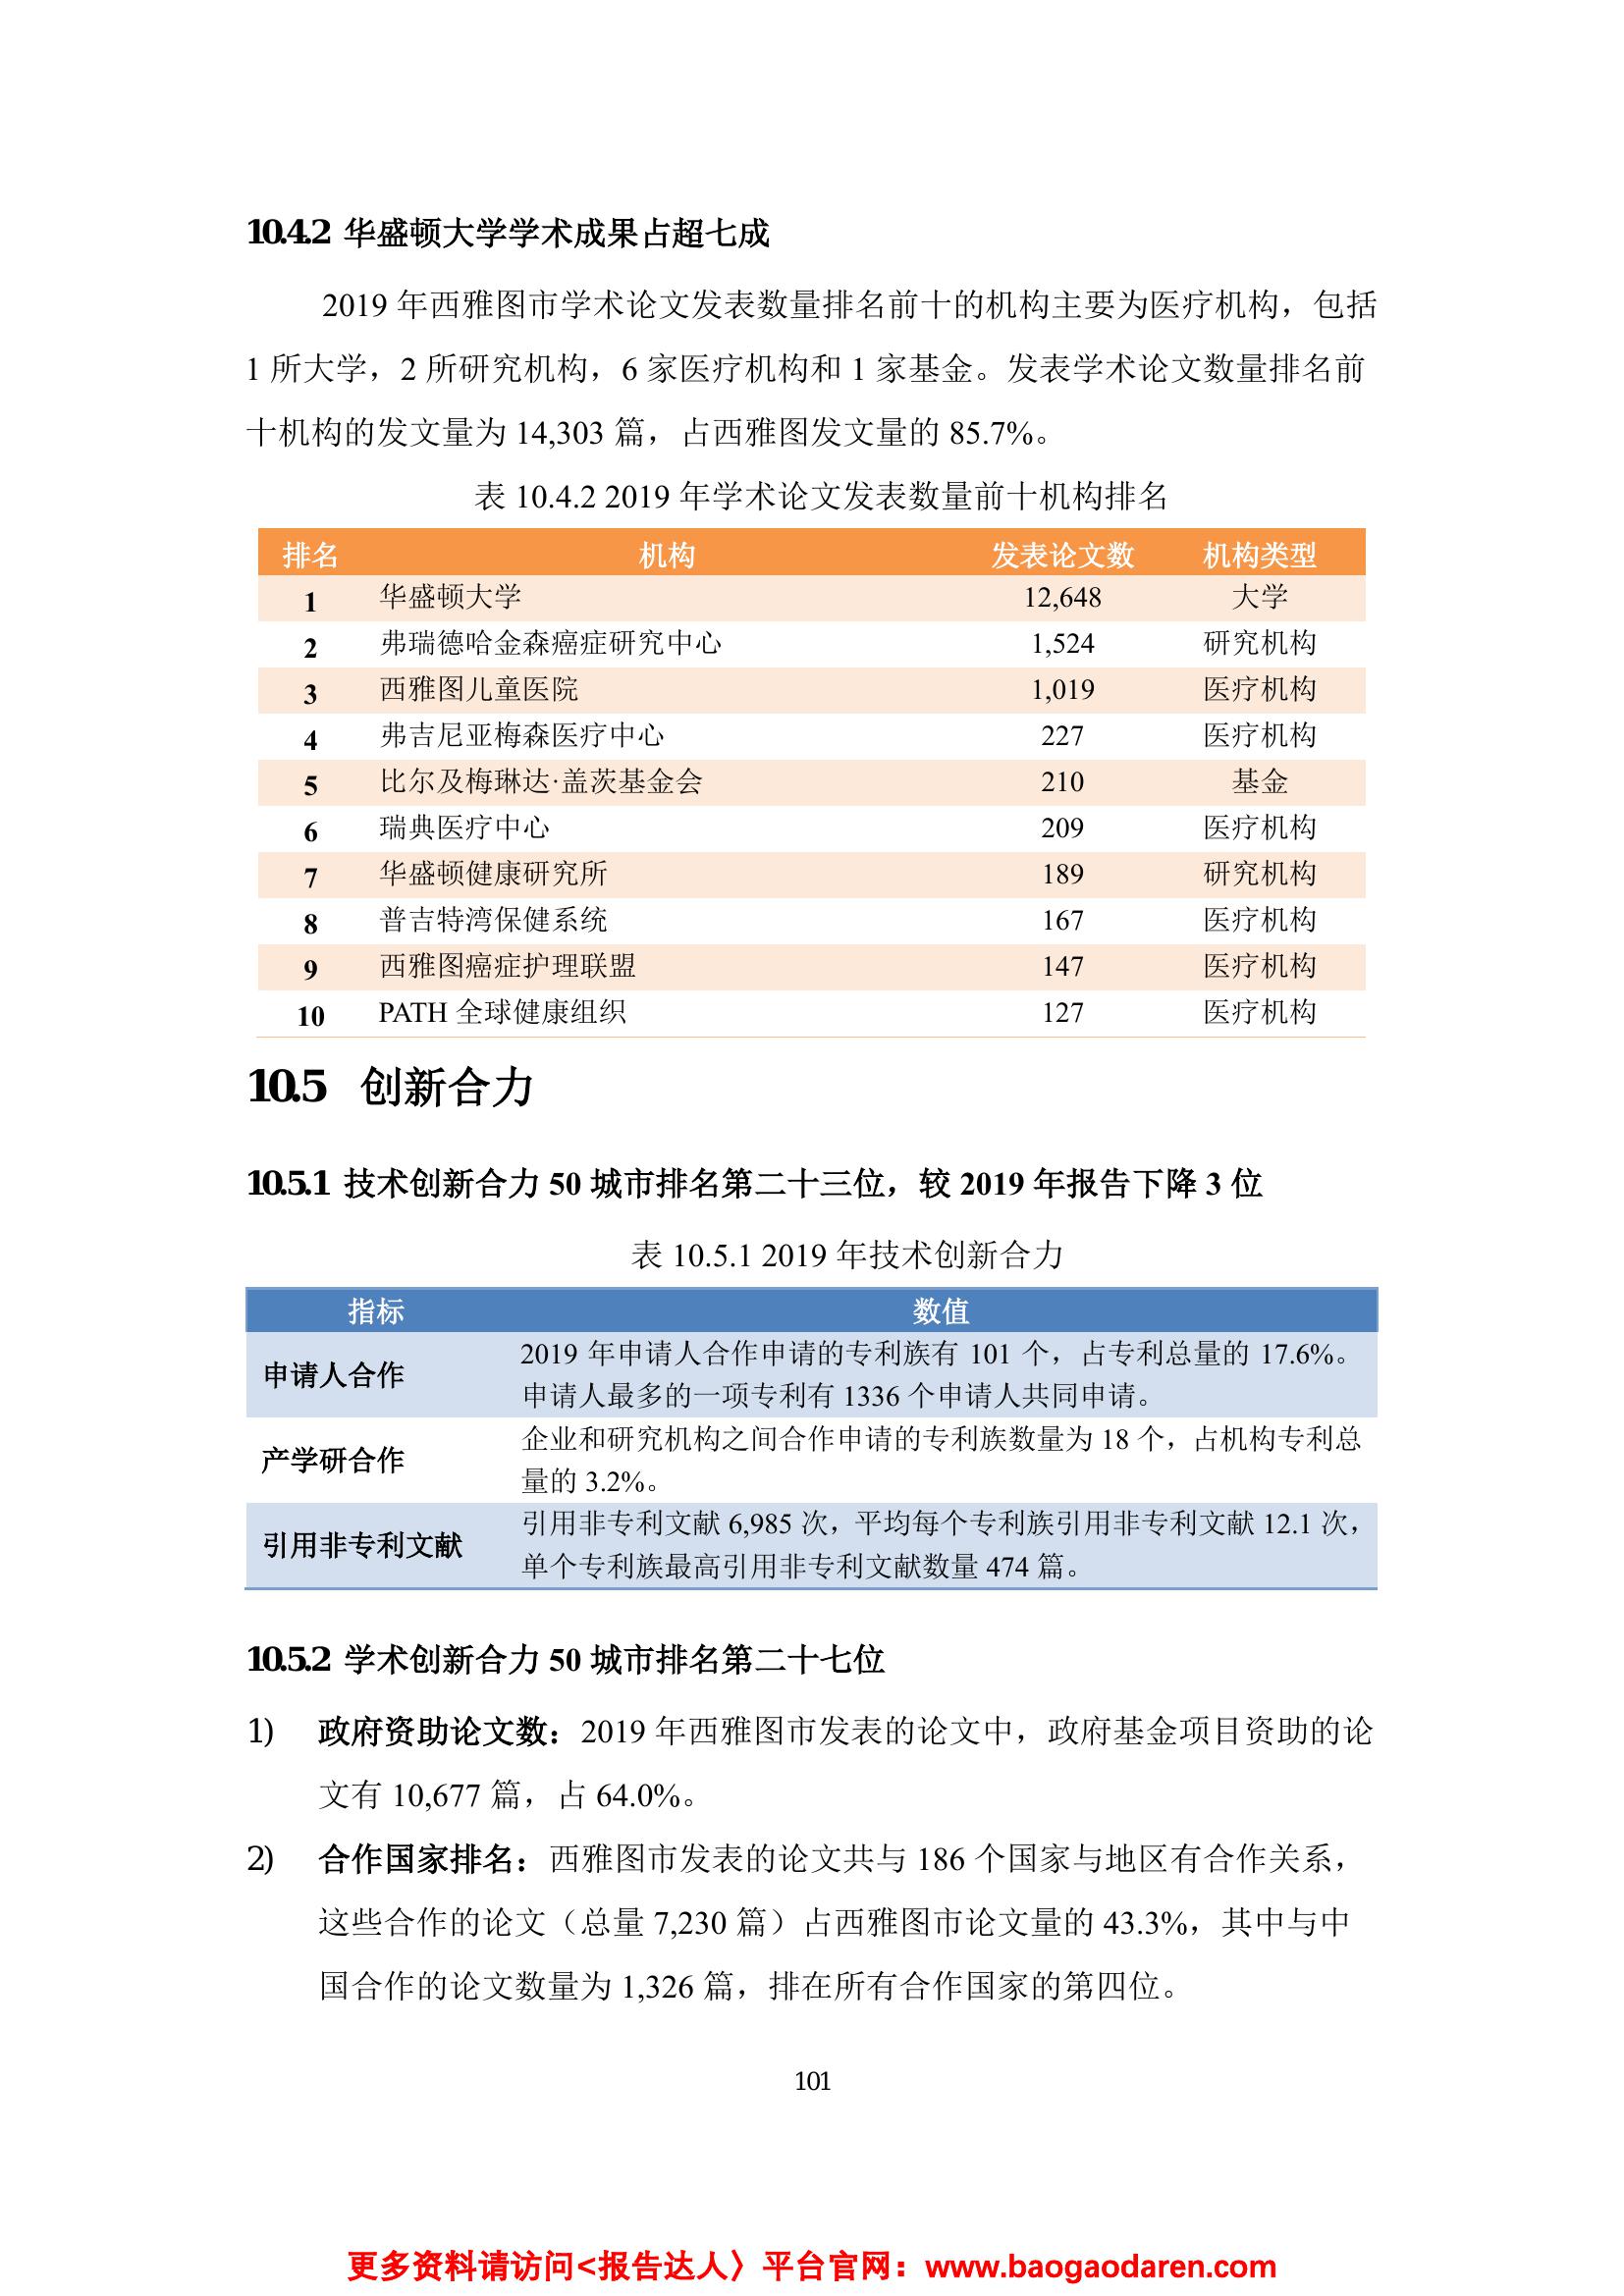 10.4.2 华盛顿大学学术成果占超七成
2019 年西雅图市学术论文发表数量排名前十的机构主要为医疗机构，包括
1 所大学，2 所研究机构，6 家医疗机构和 1 家基金。发表学术论文数量排名前
十机构的发文量为 14,303 篇，占西雅图发文量的 85.7%。
表 10.4.2 2019 年学术论文发表数量前十机构排名
排名 机构 发表论文数 机构类型
1 华盛顿大学 12,648 大学
2 弗瑞德哈金森癌症研究中心 1,524 研究机构
3 西雅图儿童医院 1,019 医疗机构
4 弗吉尼亚梅森医疗中心 227 医疗机构
5 比尔及梅琳达·盖茨基金会 210 基金
6 瑞典医疗中心 209 医疗机构
7 华盛顿健康研究所 189 研究机构
8 普吉特湾保健系统 167 医疗机构
9 西雅图癌症护理联盟 147 医疗机构
10 PATH 全球健康组织 127 医疗机构
10.5 创新合力
10.5.1 技术创新合力 50 城市排名第二十三位，较 2019 年报告下降 3 位
表 10.5.1 2019 年技术创新合力
指标 数值
申请人合作 2019 年申请人合作申请的专利族有 101 个，占专利总量的 17.6%。
申请人最多的一项专利有 1336 个申请人共同申请。
产学研合作 企业和研究机构之间合作申请的专利族数量为 18 个，占机构专利总
量的 3.2%。
引用非专利文献 引用非专利文献 6,985 次，平均每个专利族引用非专利文献 12.1 次，
单个专利族最高引用非专利文献数量 474 篇。
10.5.2 学术创新合力 50 城市排名第二十七位
1) 政府资助论文数：2019 年西雅图市发表的论文中，政府基金项目资助的论
文有 10,677 篇，占 64.0%。
2) 合作国家排名：西雅图市发表的论文共与 186 个国家与地区有合作关系，
这些合作的论文（总量 7,230 篇）占西雅图市论文量的 43.3%，其中与中
国合作的论文数量为 1,326 篇，排在所有合作国家的第四位。
101
更多资料请访问<报告达人〉平台官网：www.baogaodaren.com